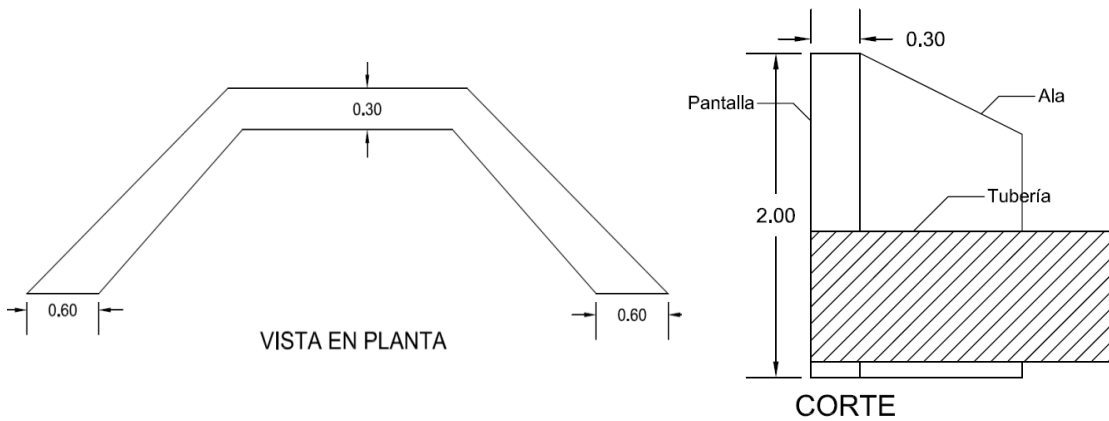 0.30
0.60
0.60
VISTA EN PLANTA
0.30
Pantalla
Ala
Tubería
2.00
CORTE